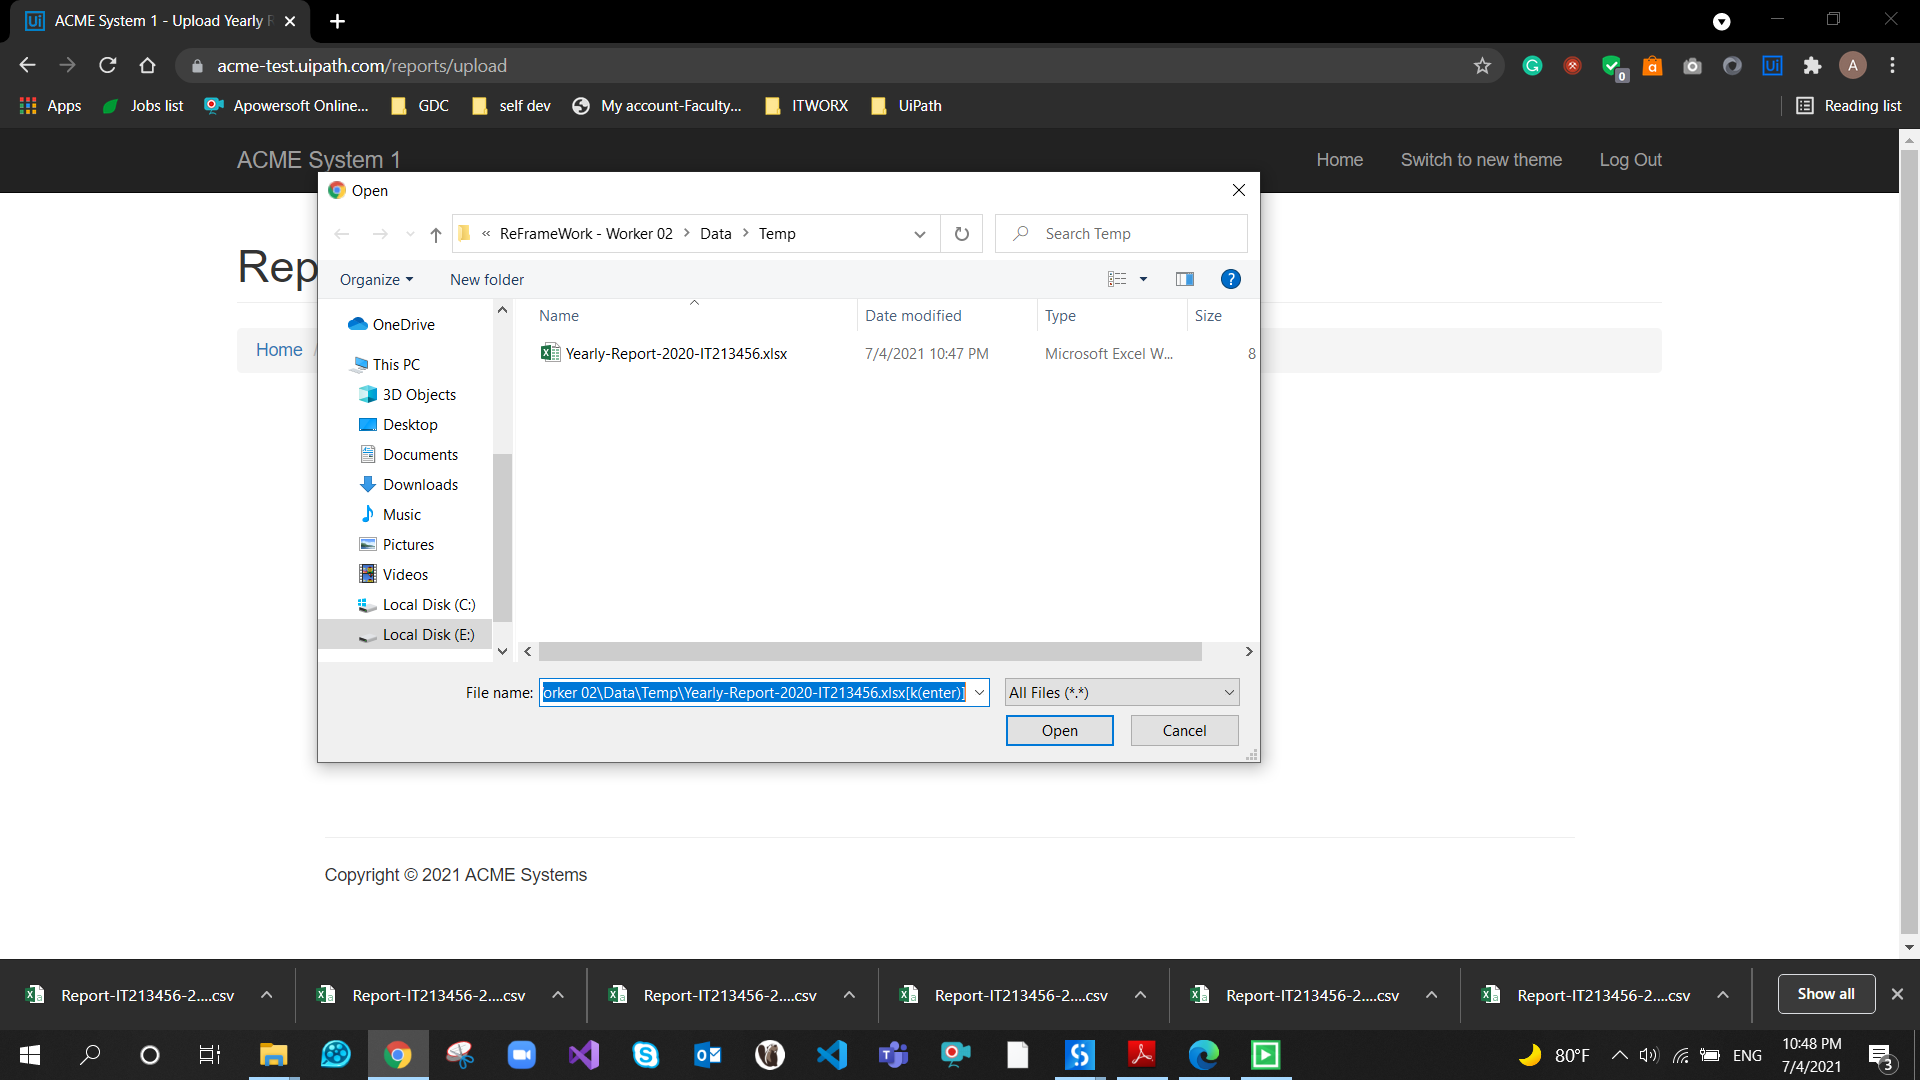 ACME System 1 - Upload Yearly R
acme-test.uipath.com/reports/upload
0
A
Apps
Jobs list
Apowersoft Online...
GDC
self dev
My account-Faculty...
ITWORX
UiPath
Reading list
ACME System 1
Home
Switch to new theme
Log Out
Rep
Home /
Open
« ReFrameWork - Worker 02 > Data > Temp
Search Temp
Organize
New folder
?
OneDrive
This PC
3D Objects
Desktop
Documents
Downloads
Music
Pictures
Videos
Local Disk (C:)
Local Disk (E:)
Name
Date modified
Type
Size
Yearly-Report-2020-IT213456.xlsx
7/4/2021 10:47 PM
Microsoft Excel W...
8
File name:
orker 02\Data\Temp\Yearly-Report-2020-IT213456.xlsx[k(enter)]
All Files (*.*)
Open
Cancel
Copyright © 2021 ACME Systems
Report-IT213456-2....csv
Report-IT213456-2....csv
Report-IT213456-2....csv
Report-IT213456-2....csv
Report-IT213456-2....csv
Report-IT213456-2....csv
Show all
80°F
ENG
10:48 PM
7/4/2021
3